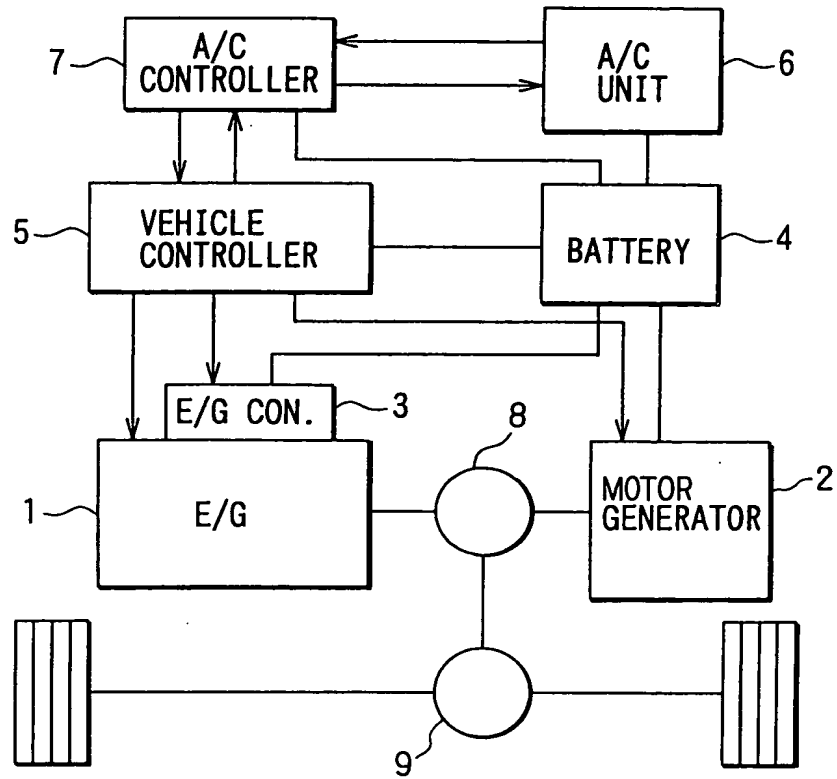 7
A/C
CONTROLLER
A/C
UNIT
6
5
VEHICLE
CONTROLLER
BATTERY
4
E/G CON.
3
8
1
E/G
MOTOR
GENERATOR
2
9